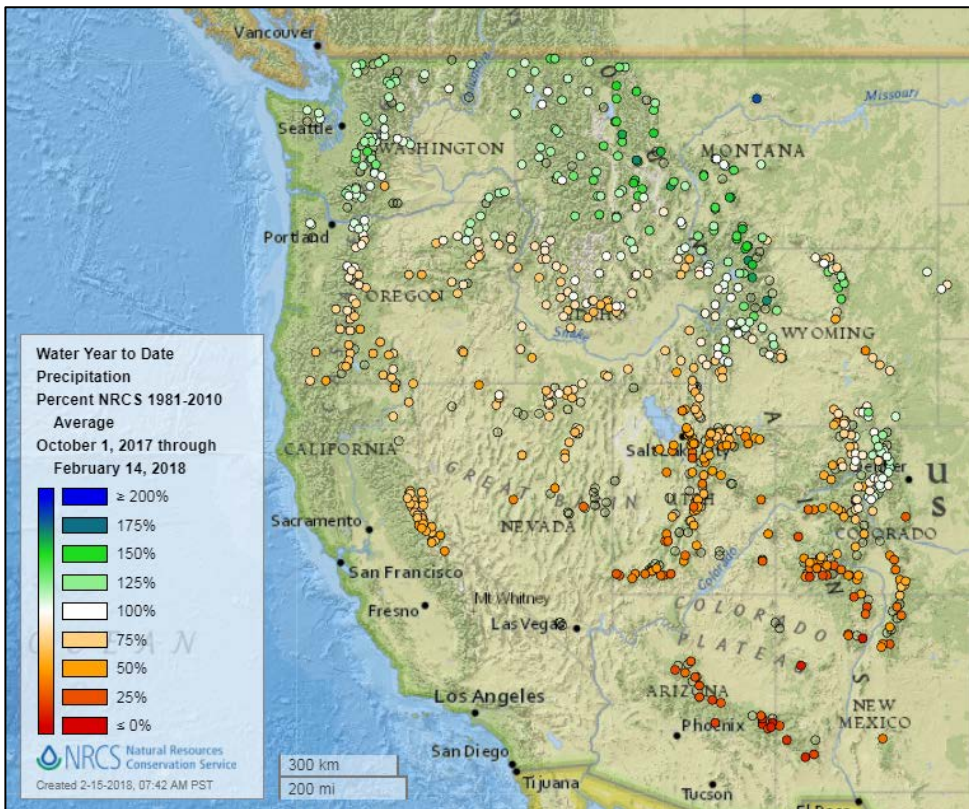 Vancouver
Columbia
Missouri
Seattle
WASHINGTON
MONTANA
Portland
OREGON
IDAHO
Snake
WYOMING
Water Year to Date
Precipitation
Percent NRCS 1981-2010
Average
October 1, 2017 through
February 14, 2018
≥ 200%
175%
150%
125%
100%
75%
50%
25%
≤ 0%
NRCS Natural Resources
Conservation Service
Created 2-15-2018, 07:42 AM PST
CALIFORNIA
GREAT BASIN
Salt Lake City
UTAH
NEVADA
Denver
US
COLORADO
Sacramento
San Francisco
Colorado
Fresno
Mt Whitney
Las Vegas
COLORADO
PLATEAU
OCEAN
Los Angeles
ARIZONA
NEW
MEXICO
Phoenix
San Diego
Tijuana
Tucson
300 km
200 mi